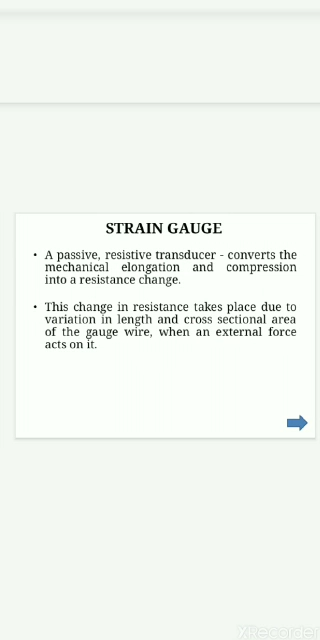 STRAIN GAUGE
• A passive, resistive transducer - converts the
mechanical elongation and compression
into a resistance change.
• This change in resistance takes place due to
variation in length and cross sectional area
of the gauge wire, when an external force
acts on it.
XRecorder